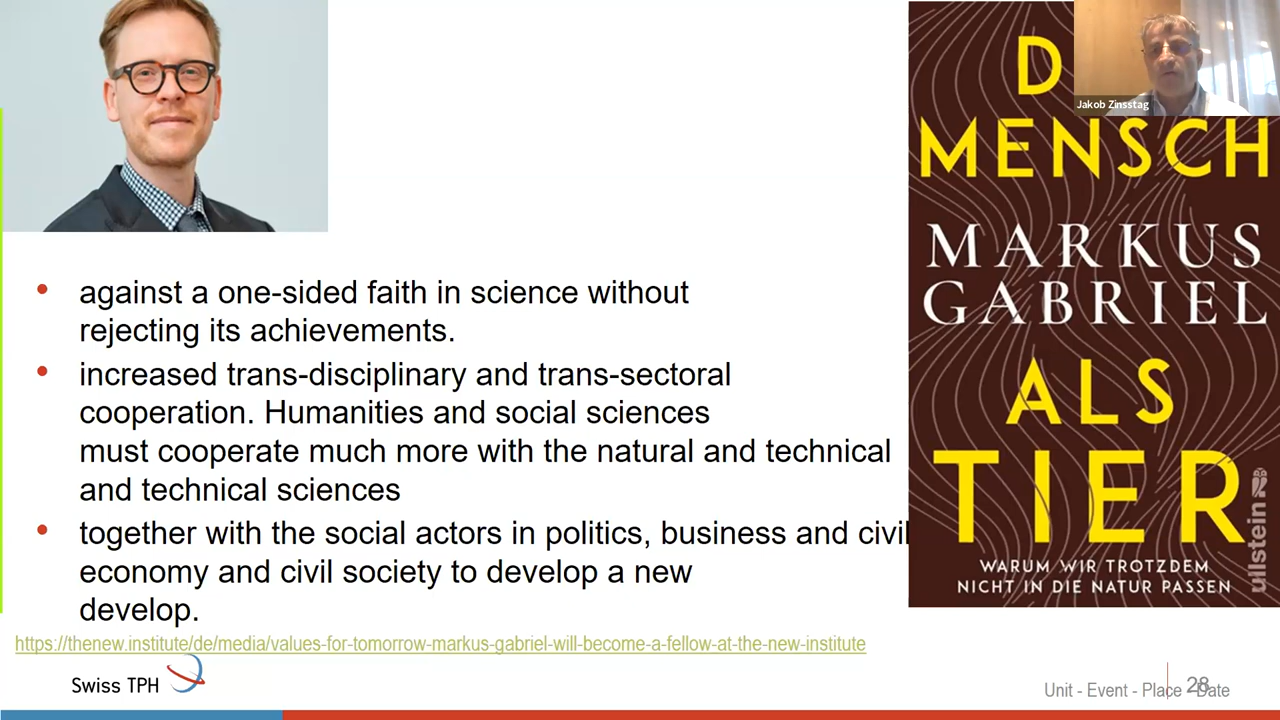 D
Jakob Zinsstag
MENSCH
MARKUS
GABRIEL
ALS
TIER
WARUM WIR TROTZDEM
NICHT IN DIE NATUR PASSEN
ullstein
against a one-sided faith in science without
rejecting its achievements.
increased trans-disciplinary and trans-sectoral
cooperation. Humanities and social sciences
must cooperate much more with the natural and technical
and technical sciences
together with the social actors in politics, business and civil
economy and civil society to develop a new
develop.
https://thenew.institute/de/media/values-for-tomorrow-markus-gabriel-will-become-a-fellow-at-the-new-institute
Swiss TPH
Unit - Event - Place - Date
28